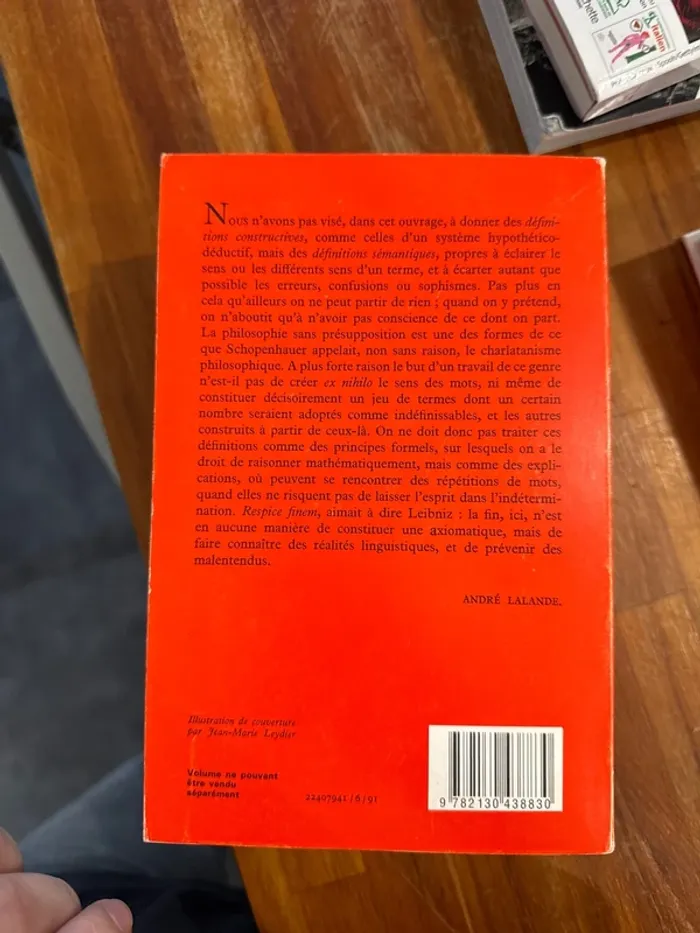 chette
italien
Nous n'avons pas visé, dans cet ouvrage, à donner des défini-
tions constructives, comme celles d'un système hypothético-
déductif, mais des définitions sémantiques, propres à éclairer le
sens ou les différents sens d'un terme, et à écarter autant que
possible les erreurs, confusions ou sophismes. Pas plus en
cela qu'ailleurs on ne peut partir de rien ; quand on y prétend,
on n'aboutit qu'à n'avoir pas conscience de ce dont on part.
La philosophie sans présupposition est une des formes de ce
que Schopenhauer appelait, non sans raison, le charlatanisme
philosophique. A plus forte raison le but d'un travail de ce genre
n'est-il pas de créer ex nihilo le sens des mots, ni même de
constituer décisoirement un jeu de termes dont un certain
nombre seraient adoptés comme indéfinissables, et les autres
construits à partir de ceux-là. On ne doit donc pas traiter ces
définitions comme des principes formels, sur lesquels on a le
droit de raisonner mathématiquement, mais comme des expli-
cations, où peuvent se rencontrer des répétitions de mots,
quand elles ne risquent pas de laisser l'esprit dans l'indétermi-
nation. Respice finem, aimait à dire Leibniz : la fin, ici, n'est
en aucune manière de constituer une axiomatique, mais de
faire connaître des réalités linguistiques, et de prévenir des
malentendus.
ANDRÉ LALANDE.
Illustration de couverture
par Jean-Marie Leydier
Volume ne pouvant
être vendu
séparément
22407941/6/91
9 782130 438830